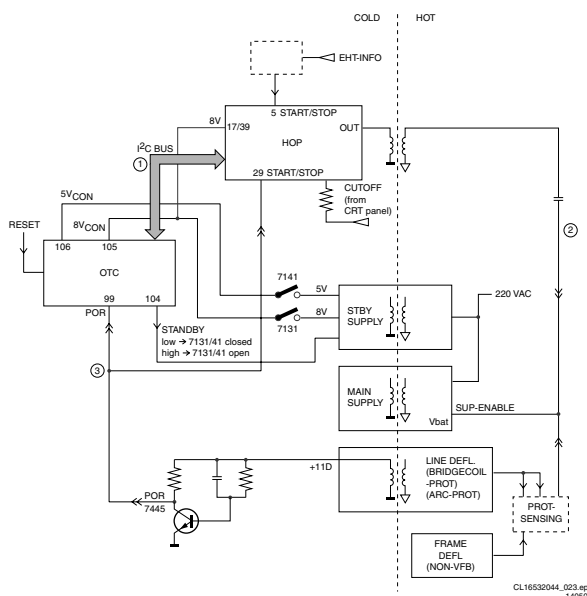 COLD HOT
EHT-INFO
5 START/STOP
8V
17/39
OUT
HOP
I²C BUS
1
29 START/STOP
CUTOFF
(from
CRT panel)
5VCON
8VCON
RESET
106 105
2
OTC
7141
220 VAC
99 104
5V
POR
8V
STBY
SUPPLY
STANDBY
low → 7131/41 closed
high → 7131/41 open
7131
3
MAIN
SUPPLY
SUP-ENABLE
Vbat
+11D
LINE DEFL.
(BRIDGECOIL
-PROT)
(ARC-PROT)
POR
7445
PROT-
SENSING
FRAME
DEFL
(NON-VFB)